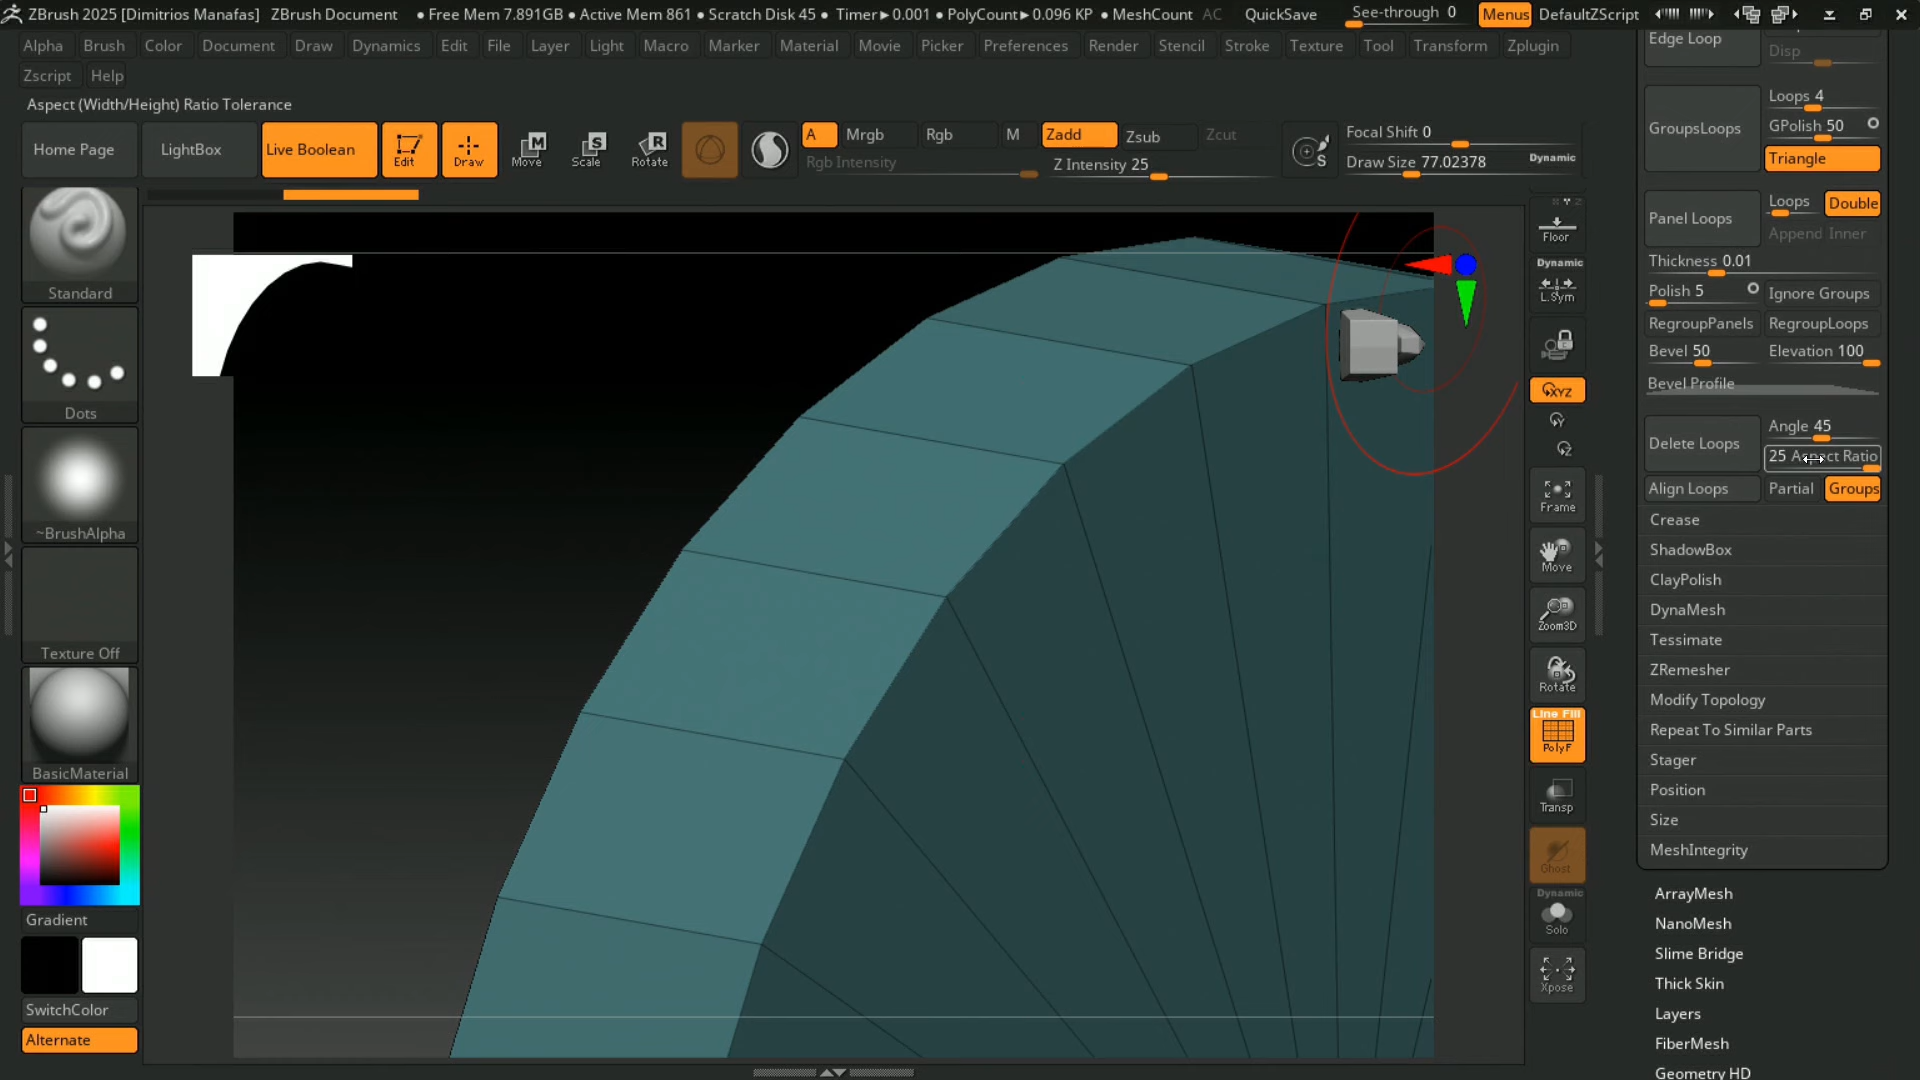 ZBrush 2025 [Dimitrios Manafas] ZBrush Document • Free Mem 7.891GB • Active Mem 861 • Scratch Disk 45 • Timer▸0.001 • PolyCount▸0.096 KP • MeshCount AC QuickSave See-through 0 Menus DefaultZScript
Alpha Brush Color Document Draw Dynamics Edit File Layer Light Macro Marker Material Movie Picker Preferences Render Stencil Stroke Texture Tool Transform Zplugin
Zscript Help
Aspect (Width/Height) Ratio Tolerance
Home Page LightBox Live Boolean Edit Draw Move Scale Rotate A Mrgb Rgb M Zadd Zsub Zcut Focal Shift 0
Rgb Intensity Z Intensity 25 S Draw Size 77.02378 Dynamic
Standard
Dots
~BrushAlpha
Texture Off
BasicMaterial
Gradient
SwitchColor
Alternate
Floor
Dynamic
L.Sym
XYZ
Y
Z
Frame
Move
Zoom3D
Rotate
Line Fill
PolyF
Transp
Ghost
Dynamic
Solo
Xpose
Edge Loop
Disp
Loops 4
GroupsLoops
GPolish 50
Triangle
Panel Loops
Loops Double
Append Inner
Thickness 0.01
Polish 5 Ignore Groups
RegroupPanels RegroupLoops
Bevel 50 Elevation 100
Bevel Profile
Delete Loops
Angle 45
25 Aspect Ratio
Align Loops Partial Groups
Crease
ShadowBox
ClayPolish
DynaMesh
Tessimate
ZRemesher
Modify Topology
Repeat To Similar Parts
Stager
Position
Size
MeshIntegrity
ArrayMesh
NanoMesh
Slime Bridge
Thick Skin
Layers
FiberMesh
Geometry HD